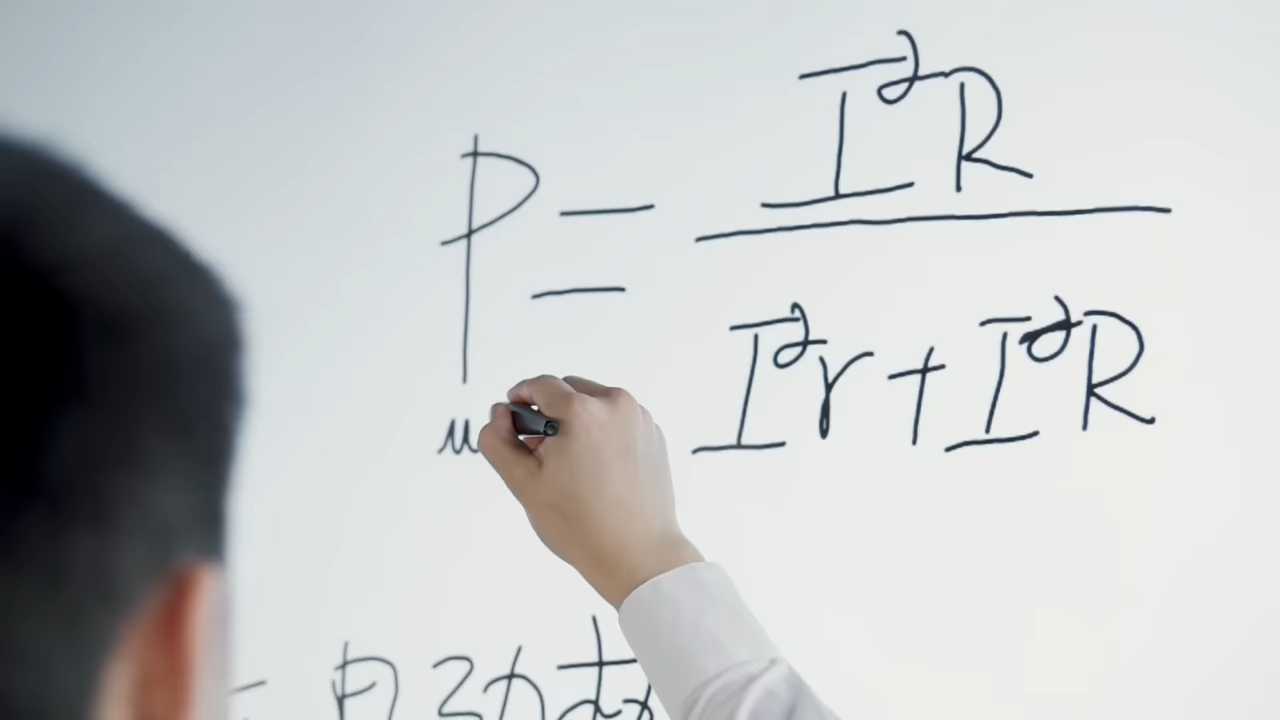 P = I²R / I²r + I²R
u